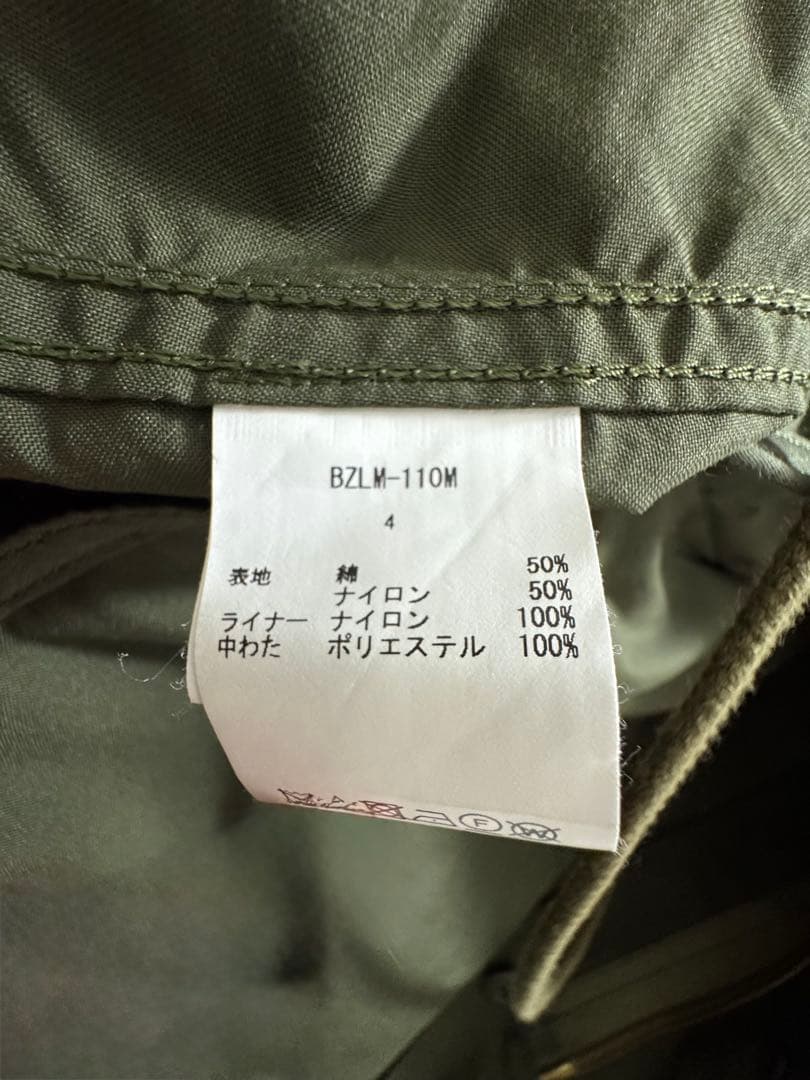 BZLM-110M
4
表地 綿 50%
ナイロン 50%
ライナー ナイロン 100%
中わた ポリエステル 100%
F
W